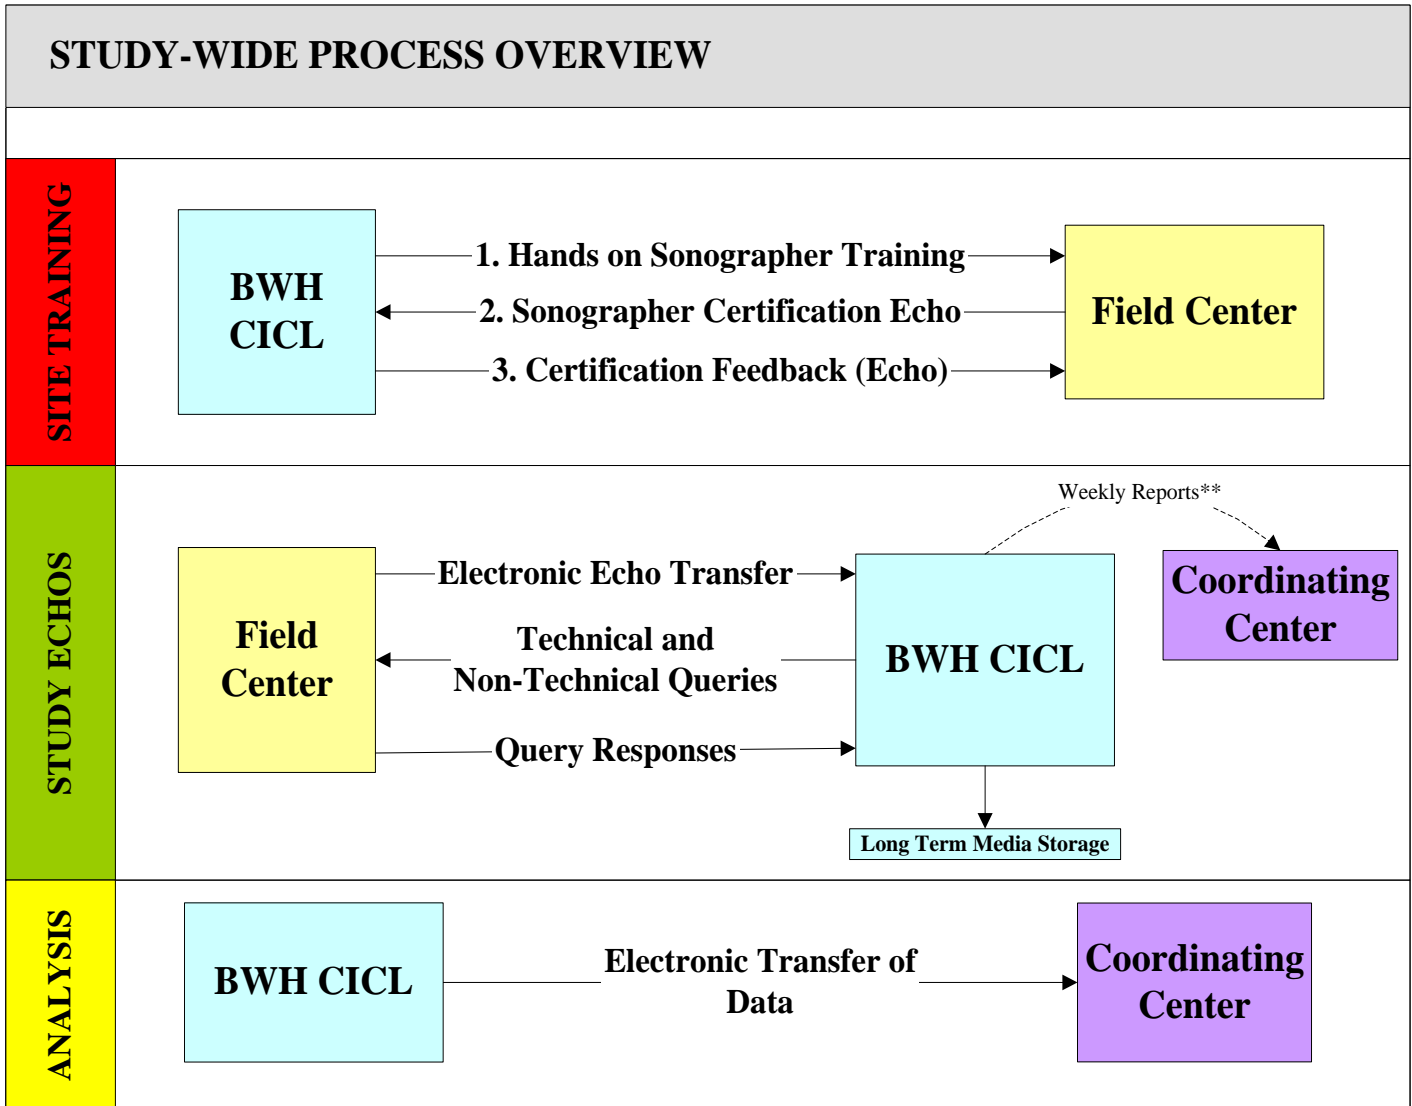 STUDY-WIDE PROCESS OVERVIEW
SITE TRAINING
BWH
CICL
1. Hands on Sonographer Training
2. Sonographer Certification Echo
3. Certification Feedback (Echo)
Field Center
STUDY ECHOS
Field
Center
Electronic Echo Transfer
Technical and
Non-Technical Queries
Query Responses
BWH CICL
Weekly Reports**
Coordinating
Center
Long Term Media Storage
ANALYSIS
BWH CICL
Electronic Transfer of
Data
Coordinating
Center